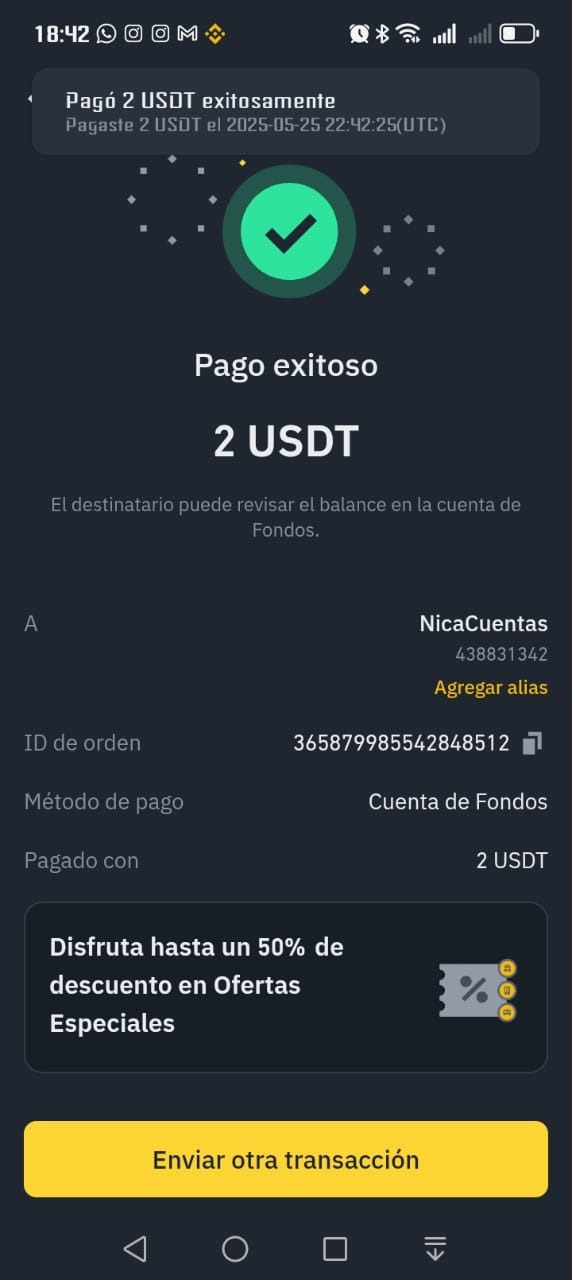 18:42
Pagó 2 USDT exitosamente
Pagaste 2 USDT el 2025-05-25 22:42:25(UTC)
Pago exitoso
2 USDT
El destinatario puede revisar el balance en la cuenta de
Fondos.
A
NicaCuentas
438831342
Agregar alias
ID de orden
365879985542848512
Método de pago
Cuenta de Fondos
Pagado con
2 USDT
Disfruta hasta un 50% de
descuento en Ofertas
Especiales
%
Enviar otra transacción